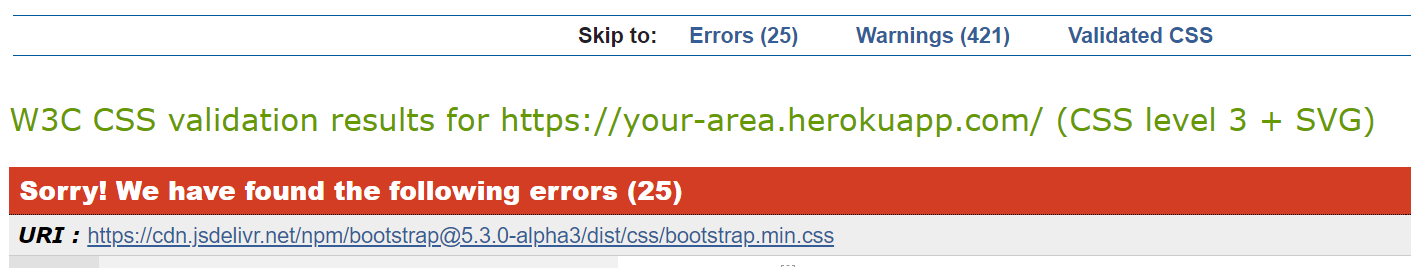 Skip to: Errors (25) Warnings (421) Validated CSS
W3C CSS validation results for https://your-area.herokuapp.com/ (CSS level 3 + SVG)
Sorry! We have found the following errors (25)
URI : https://cdn.jsdelivr.net/npm/bootstrap@5.3.0-alpha3/dist/css/bootstrap.min.css